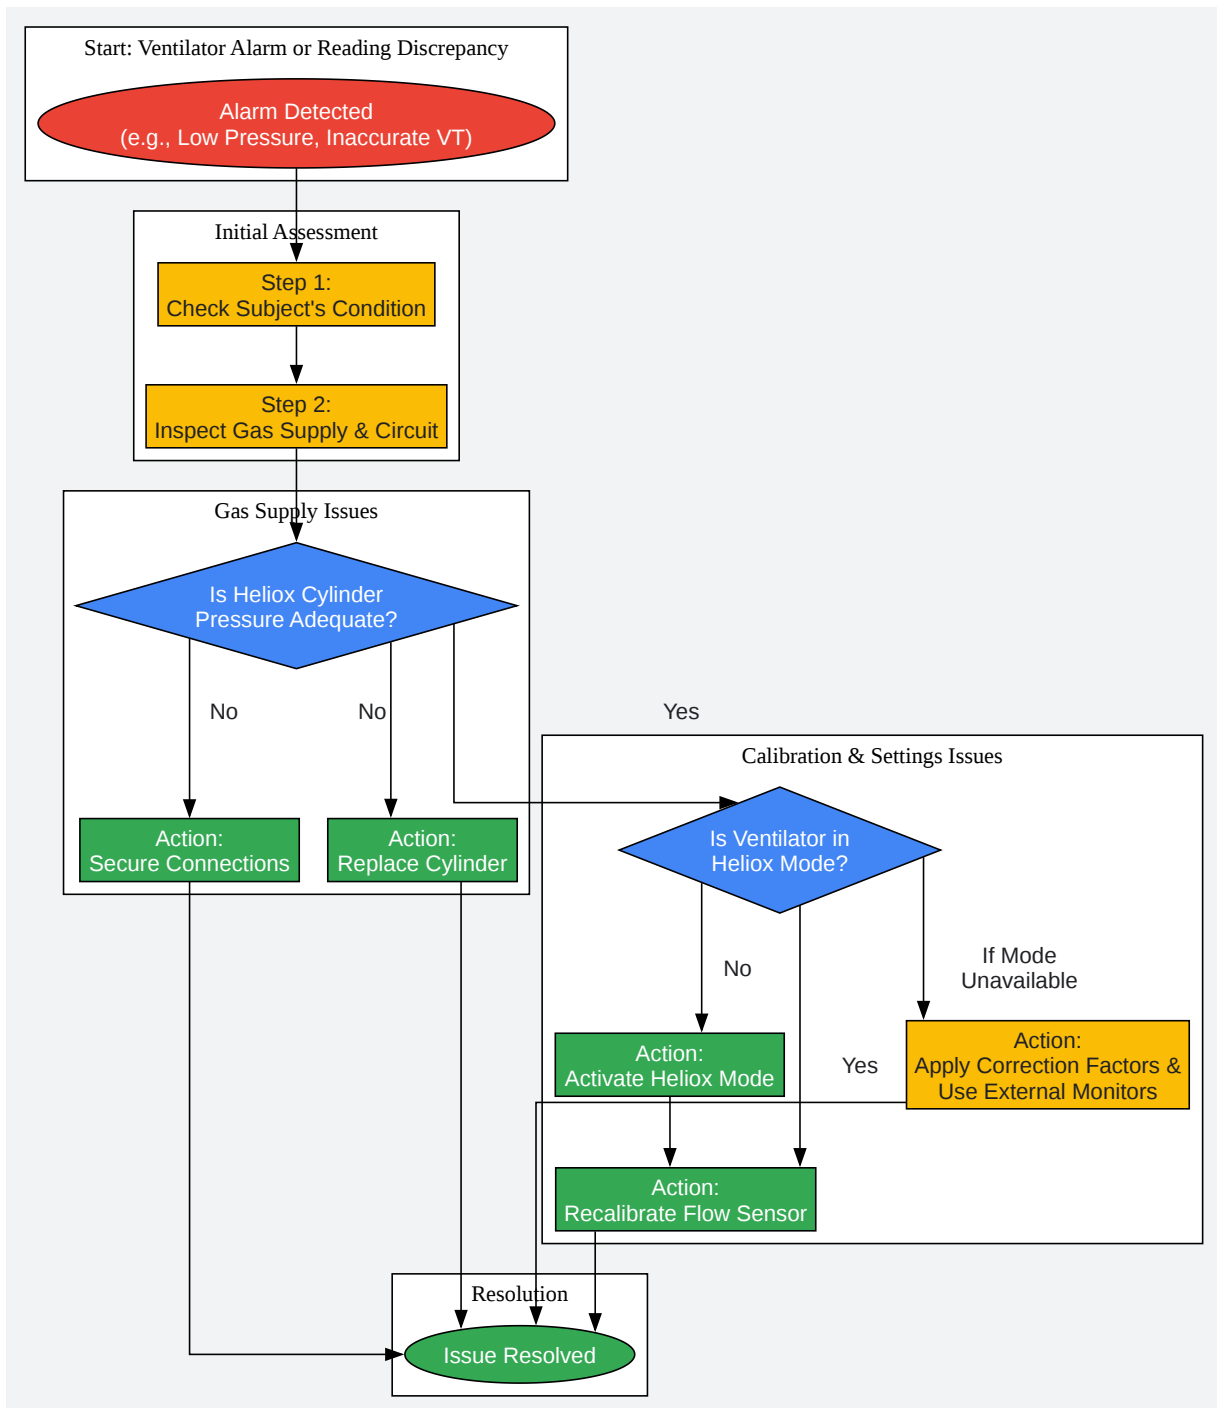 Start: Ventilator Alarm or Reading Discrepancy
Alarm Detected
(e.g., Low Pressure, Inaccurate VT)
Initial Assessment
Step 1:
Check Subject's Condition
Step 2:
Inspect Gas Supply & Circuit
Gas Supply Issues
Is Heliox Cylinder
Pressure Adequate?
No
No
Yes
Action:
Secure Connections
Action:
Replace Cylinder
Calibration & Settings Issues
Is Ventilator in
Heliox Mode?
No
If Mode
Unavailable
Action:
Activate Heliox Mode
Yes
Action:
Apply Correction Factors &
Use External Monitors
Action:
Recalibrate Flow Sensor
Resolution
Issue Resolved